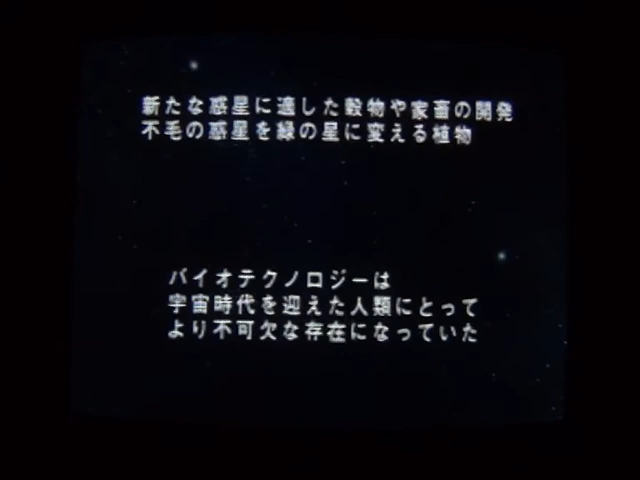 新たな惑星に適した穀物や家畜の開発
不毛の惑星を緑の星に変える植物
バイオテクノロジーは
宇宙時代を迎えた人類にとって
より不可欠な存在になっていた